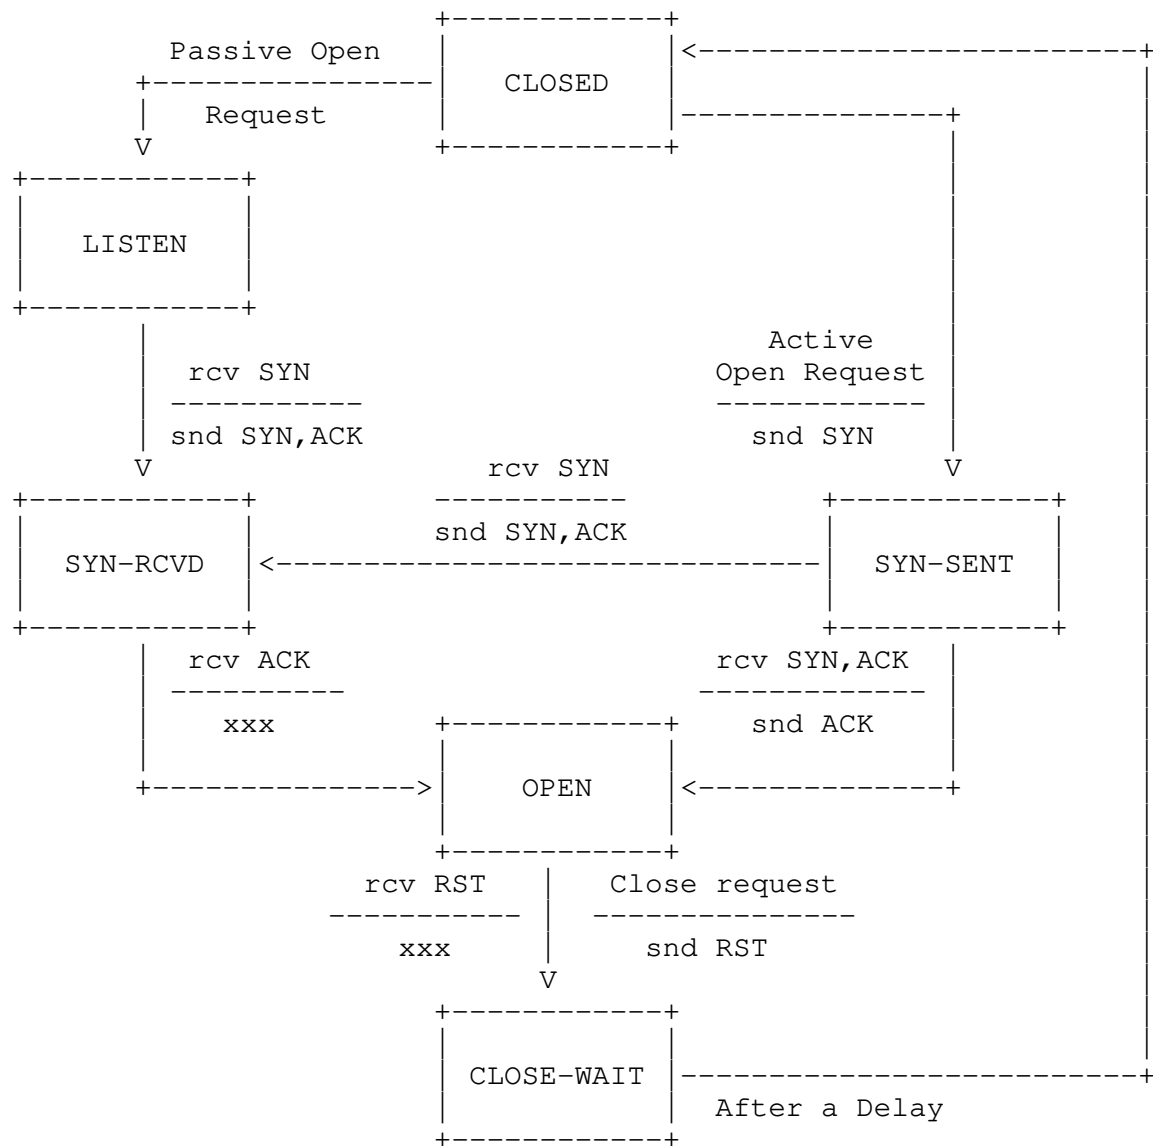 Passive Open
CLOSED
Request
LISTEN
Active
rcv SYN
Open Request
snd SYN,ACK
snd SYN
rcv SYN
snd SYN,ACK
SYN-RCVD
SYN-SENT
rcv ACK
rcv SYN,ACK
xxx
snd ACK
OPEN
rcv RST
Close request
xxx
snd RST
CLOSE-WAIT
After a Delay